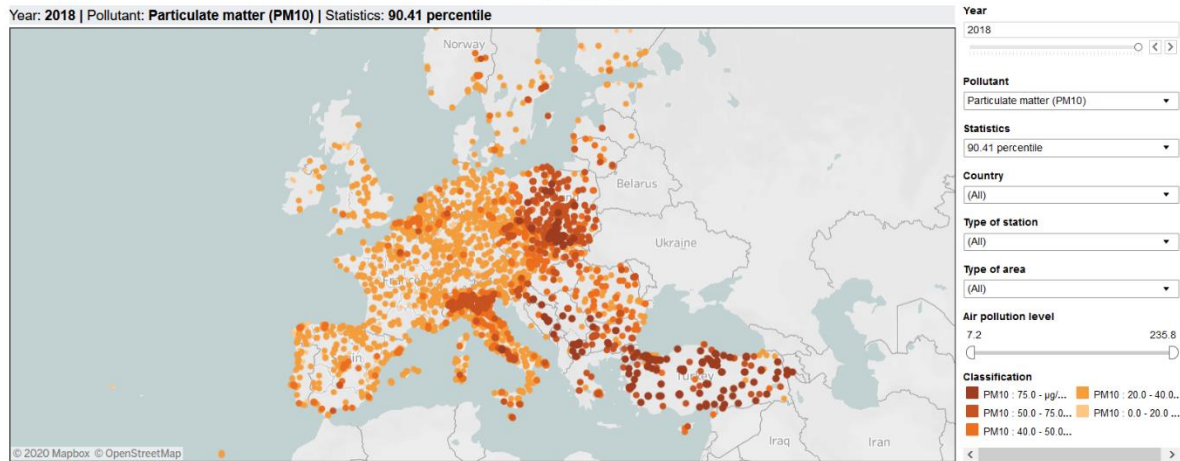 Year: 2018 | Pollutant: Particulate matter (PM10) | Statistics: 90.41 percentile
Norway
Belarus
Ukraine
France
Turkey
Iraq
Iran
© 2020 Mapbox © OpenStreetMap
Year
2018
Pollutant
Particulate matter (PM10)
Statistics
90.41 percentile
Country
(All)
Type of station
(All)
Type of area
(All)
Air pollution level
7.2 235.8
Classification
PM10 : 75.0 - µg/... PM10 : 20.0 - 40.0..
PM10 : 50.0 - 75.0... PM10 : 0.0 - 20.0 ...
PM10 : 40.0 - 50.0...